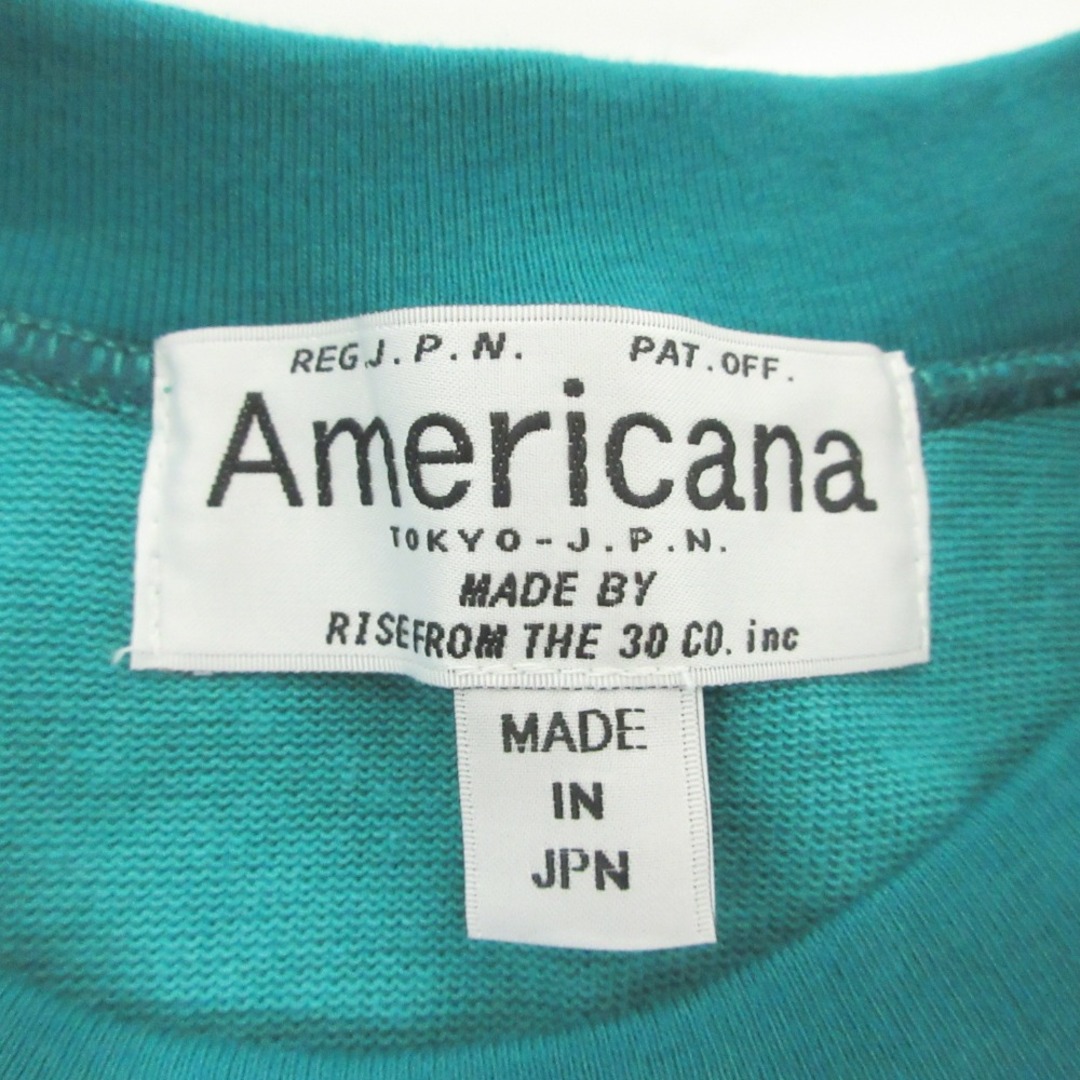 REG.J.P.N. PAT.OFF.
Americana
TOKYO-J.P.N.
MADE BY
RISEFROM THE 30 CO. inc
MADE
IN
JPN